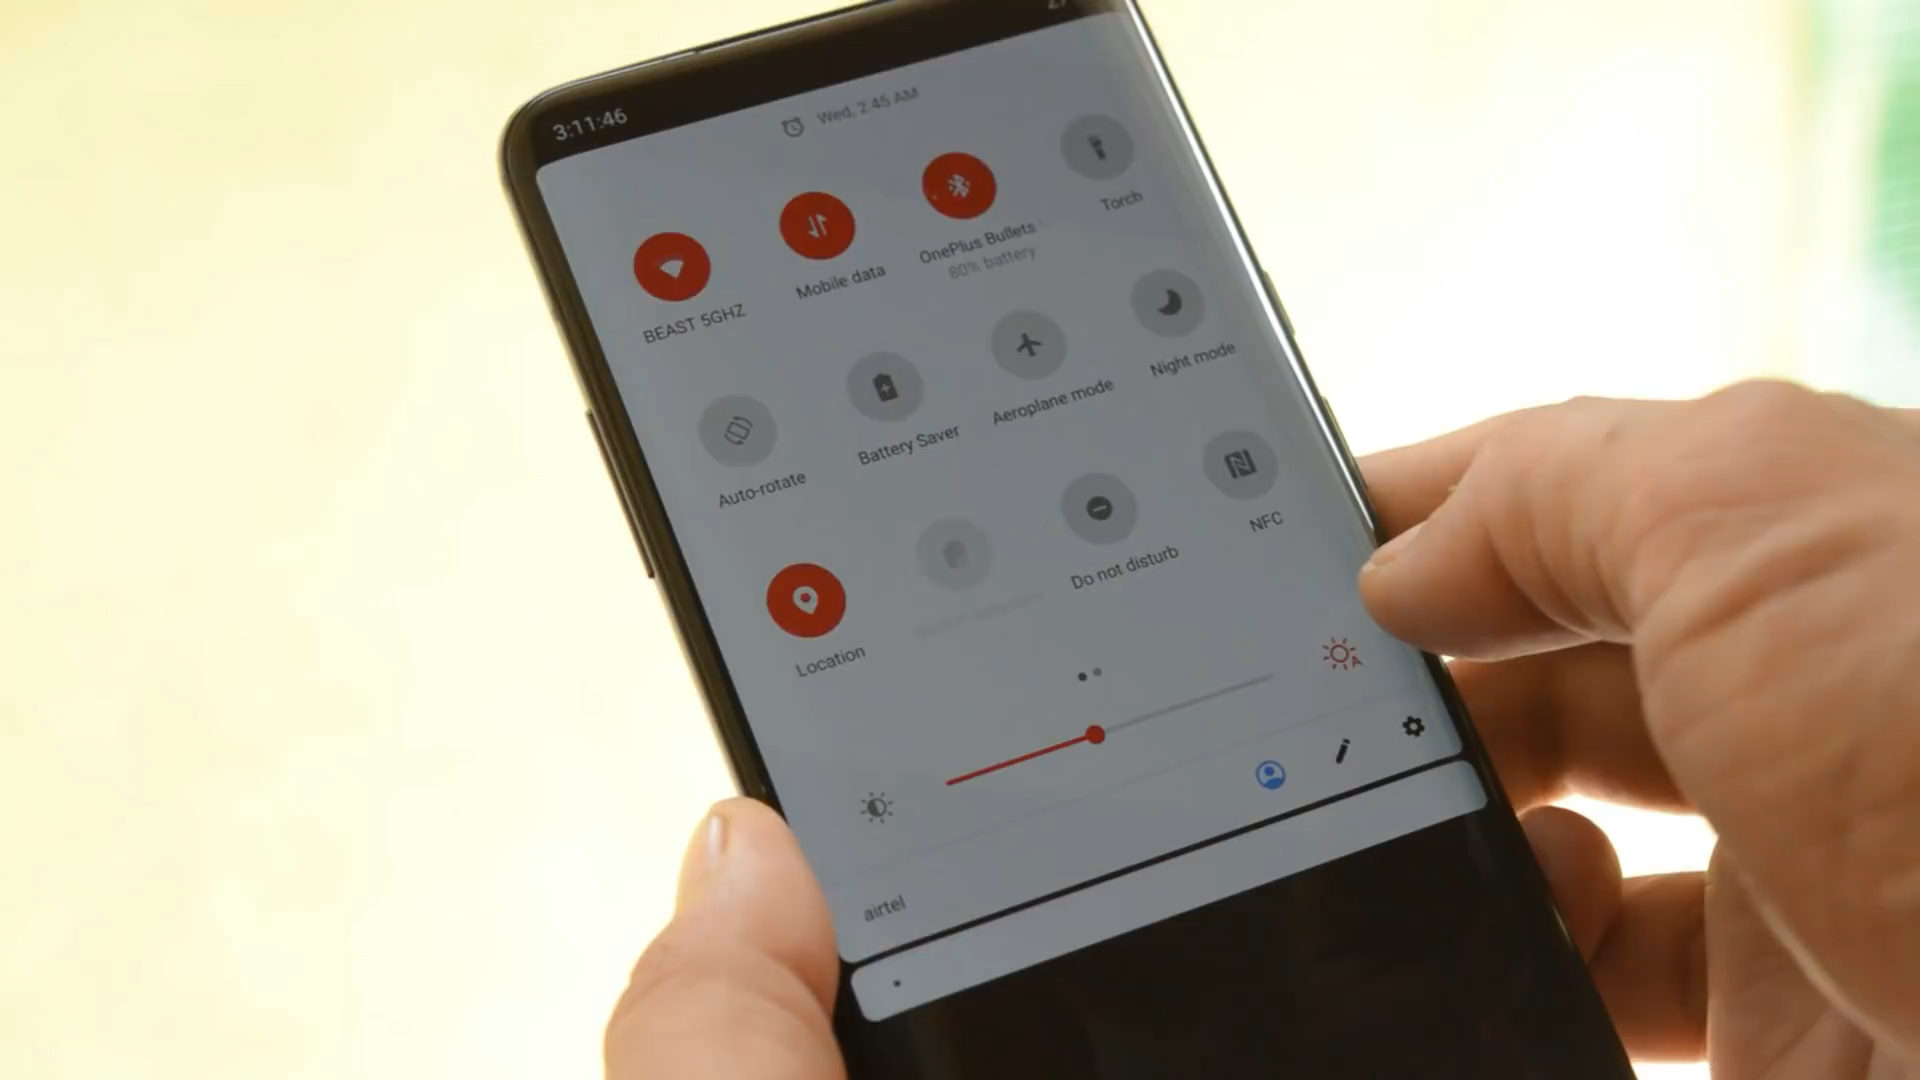 3:11:46
Wed, 2:45 AM
BEAST 5GHZ
Mobile data
OnePlus Bullets
80% battery
Torch
Auto-rotate
Battery Saver
Aeroplane mode
Night mode
Location
Do not disturb
NFC
airtel